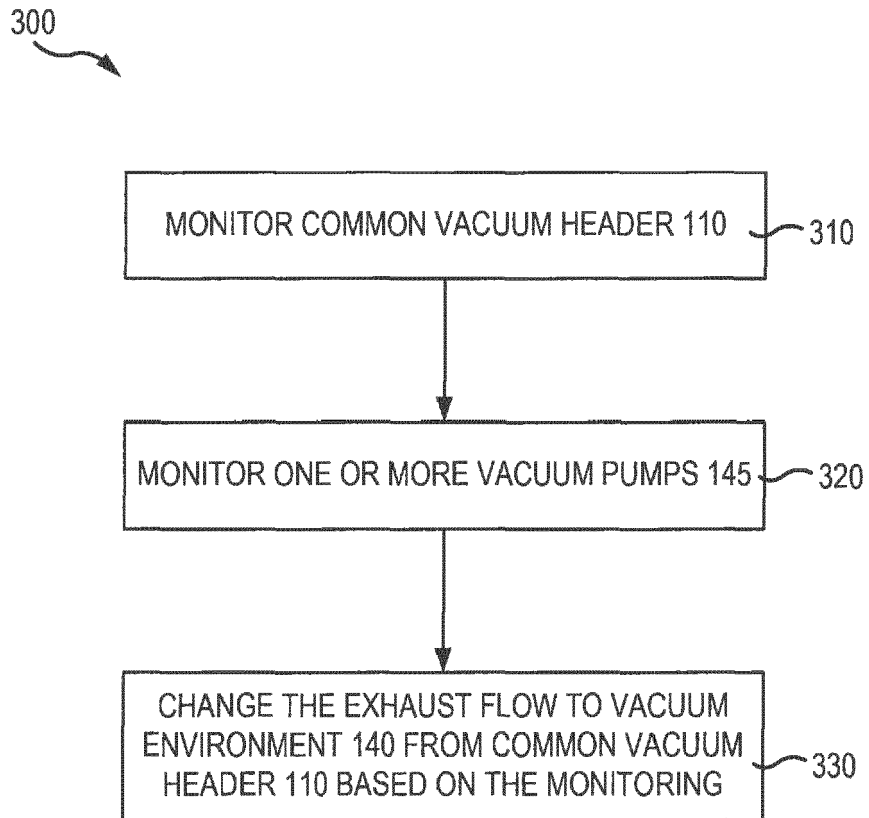 300
MONITOR COMMON VACUUM HEADER 110
310
MONITOR ONE OR MORE VACUUM PUMPS 145
320
CHANGE THE EXHAUST FLOW TO VACUUM
ENVIRONMENT 140 FROM COMMON VACUUM
HEADER 110 BASED ON THE MONITORING
330